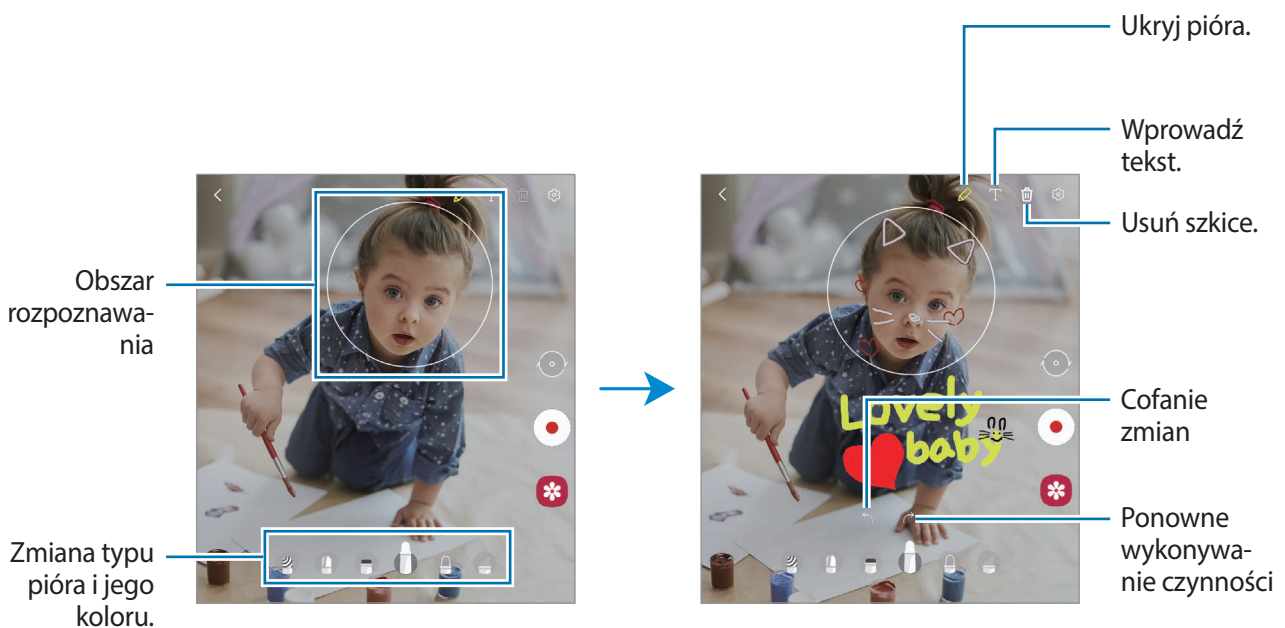 Ukryj pióra.
Wprowadź
tekst.
Usuń szkice.
Obszar
rozpoznawa-
nia
Lovely
baby
Cofanie
zmian
Zmiana typu
pióra i jego
koloru.
Ponowne
wykonywa-
nie czynności